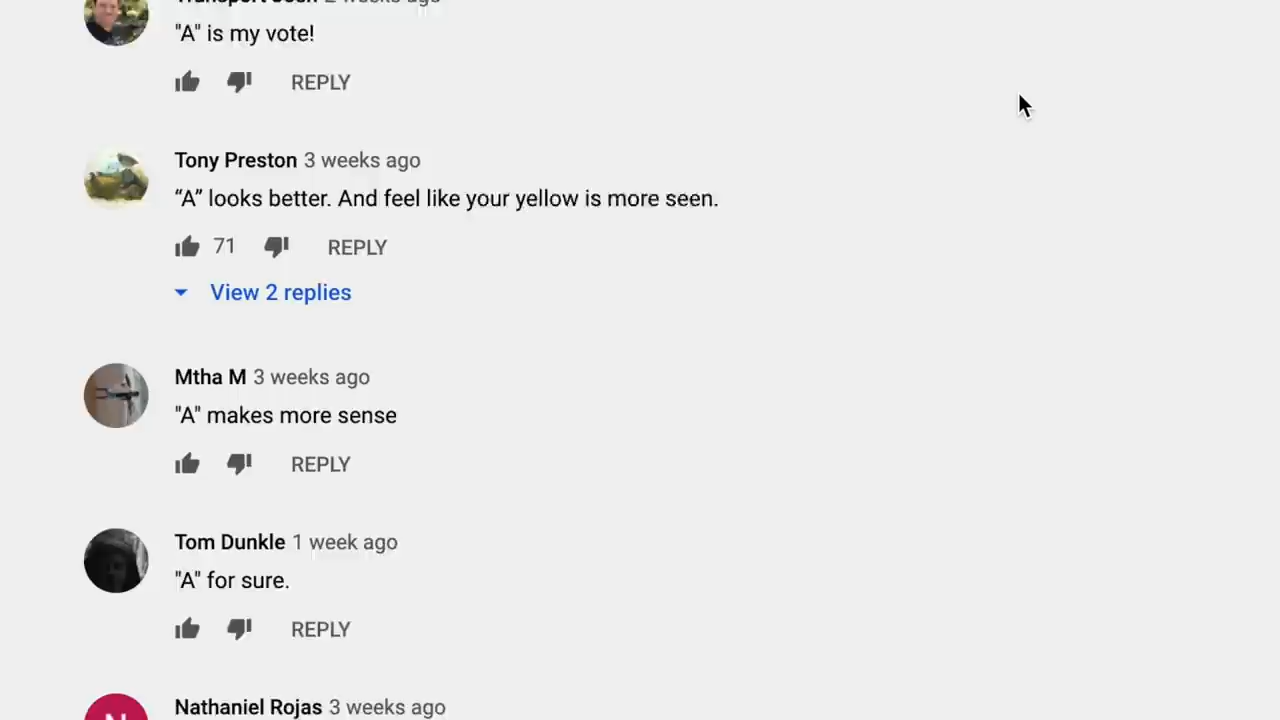 "A" is my vote!
REPLY
Tony Preston 3 weeks ago
“A” looks better. And feel like your yellow is more seen.
71 REPLY
View 2 replies
Mtha M 3 weeks ago
"A" makes more sense
REPLY
Tom Dunkle 1 week ago
"A" for sure.
REPLY
Nathaniel Rojas 3 weeks ago